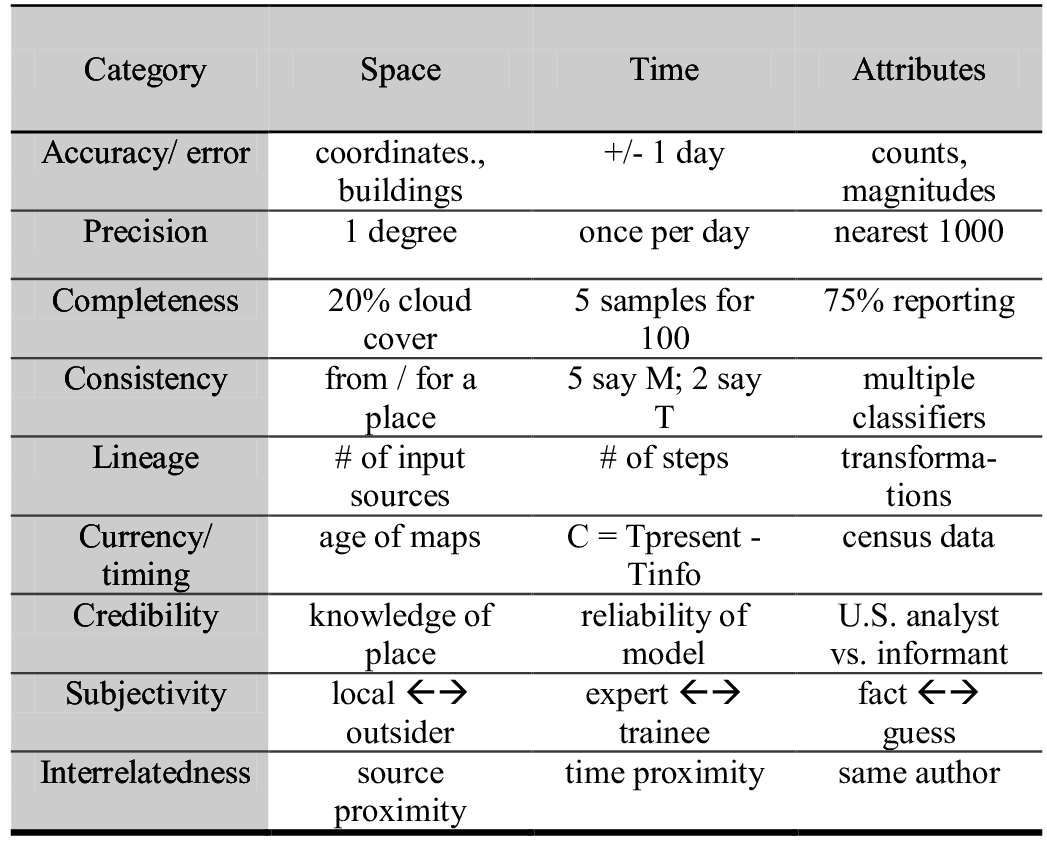 Category Space Time Attributes
Accuracy/ error coordinates., +/- 1 day counts,
buildings magnitudes
Precision 1 degree once per day nearest 1000
Completeness 20% cloud 5 samples for 75% reporting
cover 100
Consistency from / for a 5 say M; 2 say multiple
place T classifiers
Lineage # of input # of steps transforma-
sources tions
Currency/ age of maps C = Tpresent - census data
timing Tinfo
Credibility knowledge of reliability of U.S. analyst
place model vs. informant
Subjectivity local ←→ expert ←→ fact ←→
outsider trainee guess
Interrelatedness source time proximity same author
proximity